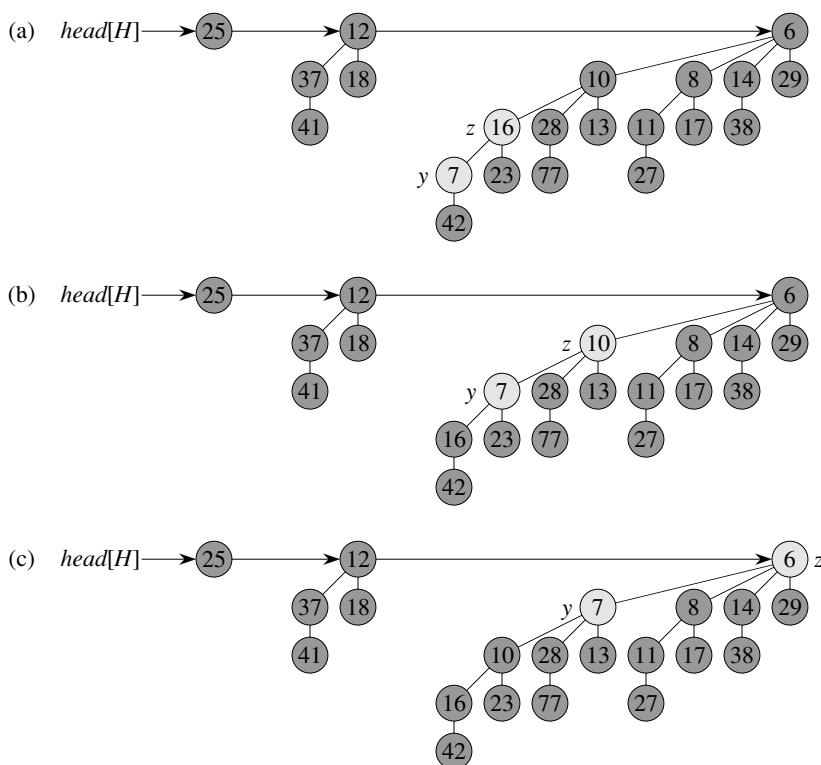 (a) head[H] 25 12 6
37 18 10 8 14 29
41 z 16 28 13 11 17 38
y 7 23 77 27
42
(b) head[H] 25 12 6
37 18 z 10 8 14 29
41 y 7 28 13 11 17 38
16 23 77 27
42
(c) head[H] 25 12 6 z
37 18 y 7 8 14 29
41 10 28 13 11 17 38
16 23 77 27
42